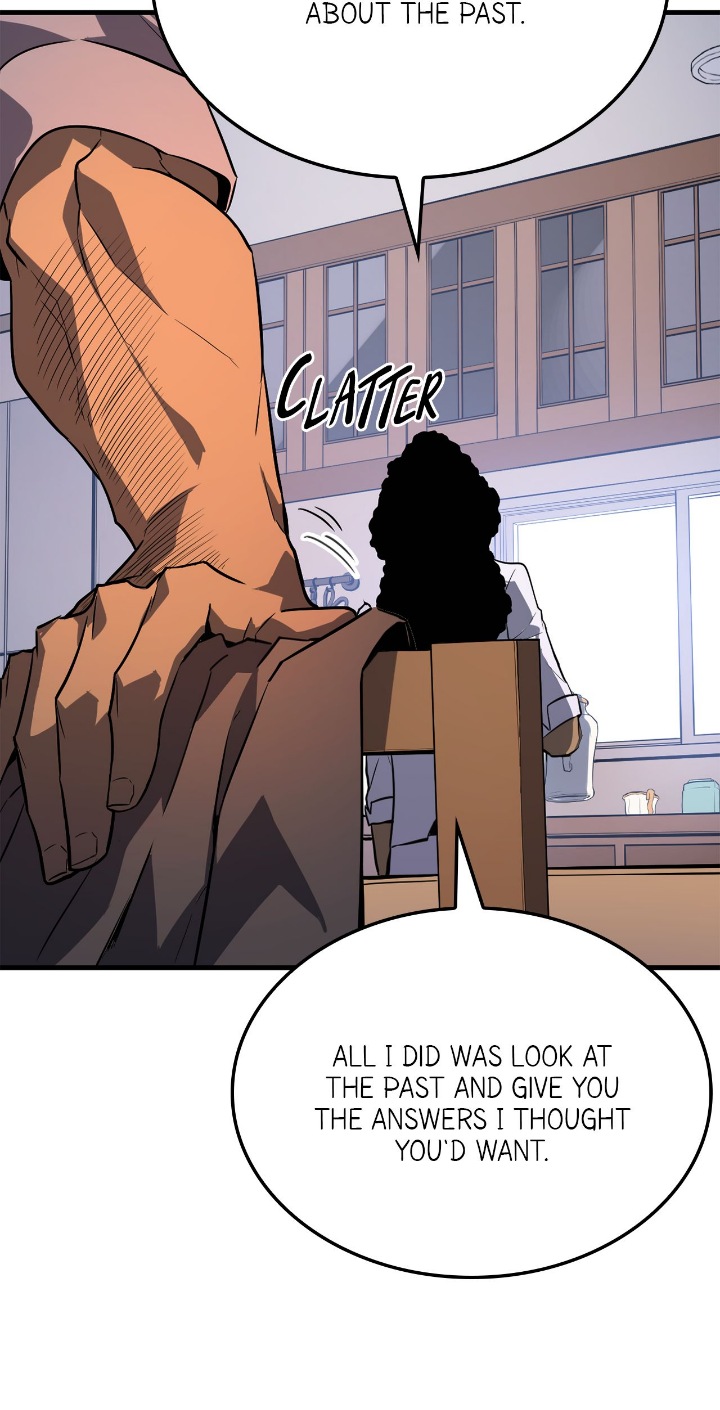 ABOUT THE PAST.
CLATTER
ALL I DID WAS LOOK AT
THE PAST AND GIVE YOU
THE ANSWERS I THOUGHT
YOU'D WANT.